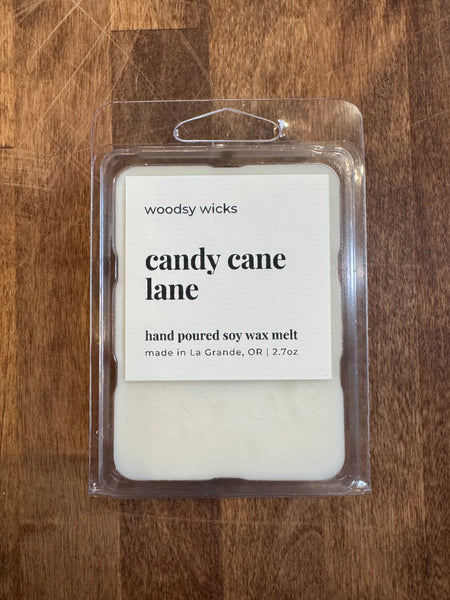 woodsy wicks
candy cane
lane
hand poured soy wax melt
made in La Grande, OR | 2.7oz